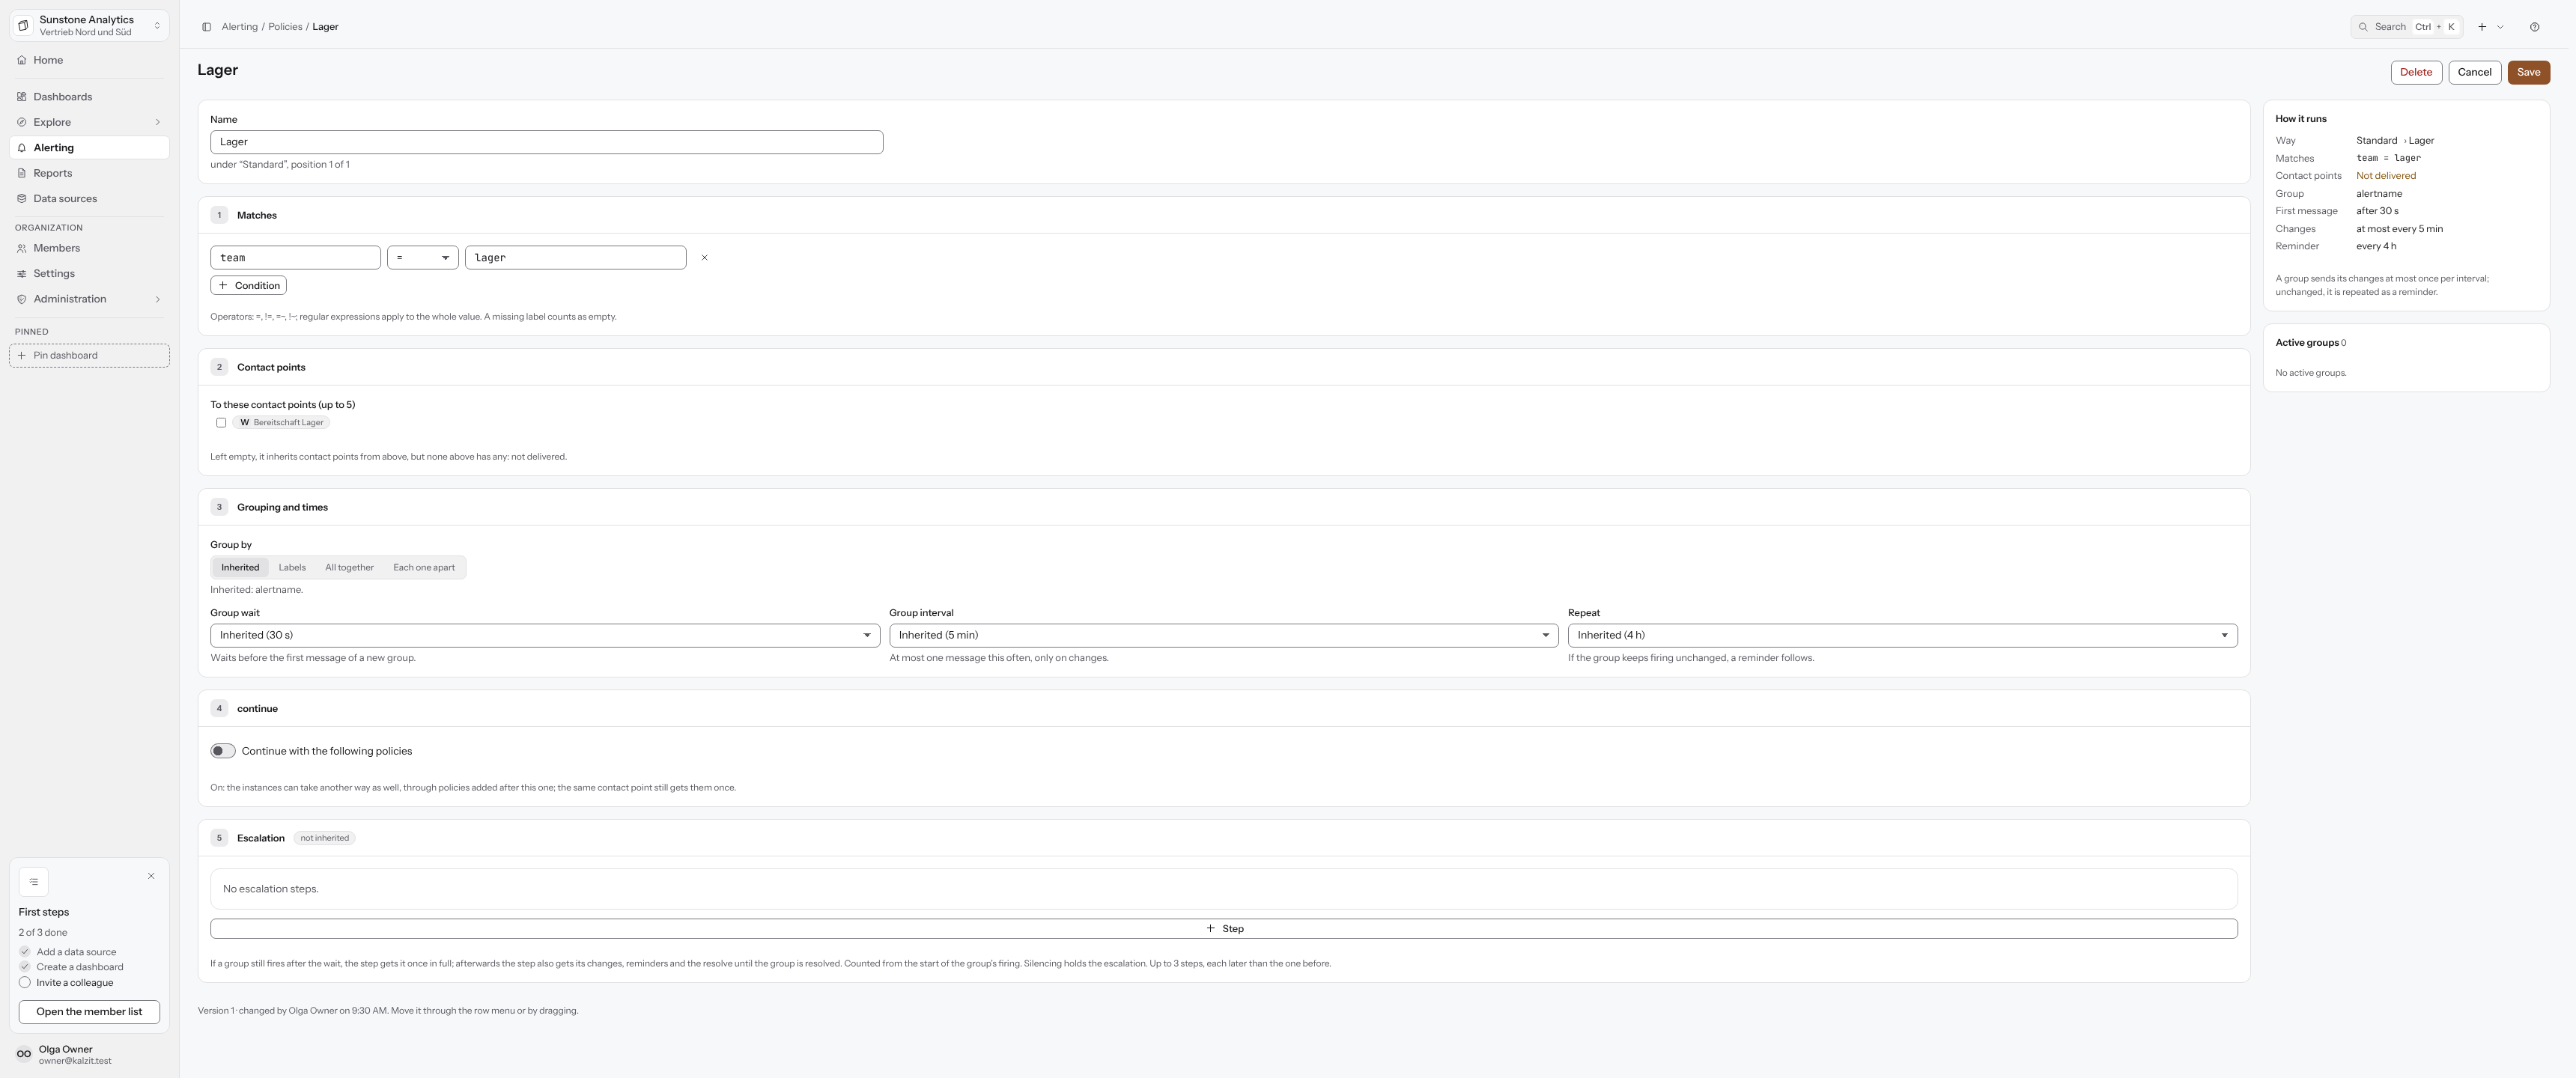 Sunstone Analytics
Vertrieb Nord und Süd
Home
Dashboards
Explore
Alerting
Reports
Data sources
ORGANIZATION
Members
Settings
Administration
PINNED
Pin dashboard
First steps
2 of 3 done
Add a data source
Create a dashboard
Invite a colleague
Open the member list
OO
Olga Owner
owner@kalzit.test
Alerting / Policies / Lager
Search Ctrl + K
Lager
Delete Cancel Save
Name
Lager
under “Standard”, position 1 of 1
1 Matches
team = lager
Condition
Operators: =, !=, =~, !~; regular expressions apply to the whole value. A missing label counts as empty.
2 Contact points
To these contact points (up to 5)
W Bereitschaft Lager
Left empty, it inherits contact points from above, but none above has any: not delivered.
3 Grouping and times
Group by
Inherited Labels All together Each one apart
Inherited: alertname.
Group wait Group interval Repeat
Inherited (30 s) Inherited (5 min) Inherited (4 h)
Waits before the first message of a new group. At most one message this often, only on changes. If the group keeps firing unchanged, a reminder follows.
4 continue
Continue with the following policies
On: the instances can take another way as well, through policies added after this one; the same contact point still gets them once.
5 Escalation not inherited
No escalation steps.
Step
If a group still fires after the wait, the step gets it once in full; afterwards the step also gets its changes, reminders and the resolve until the group is resolved. Counted from the start of the group's firing. Silencing holds the escalation. Up to 3 steps, each later than the one before.
Version 1 · changed by Olga Owner on 9:30 AM. Move it through the row menu or by dragging.
How it runs
Way Standard › Lager
Matches team = lager
Contact points Not delivered
Group alertname
First message after 30 s
Changes at most every 5 min
Reminder every 4 h
A group sends its changes at most once per interval;
unchanged, it is repeated as a reminder.
Active groups 0
No active groups.